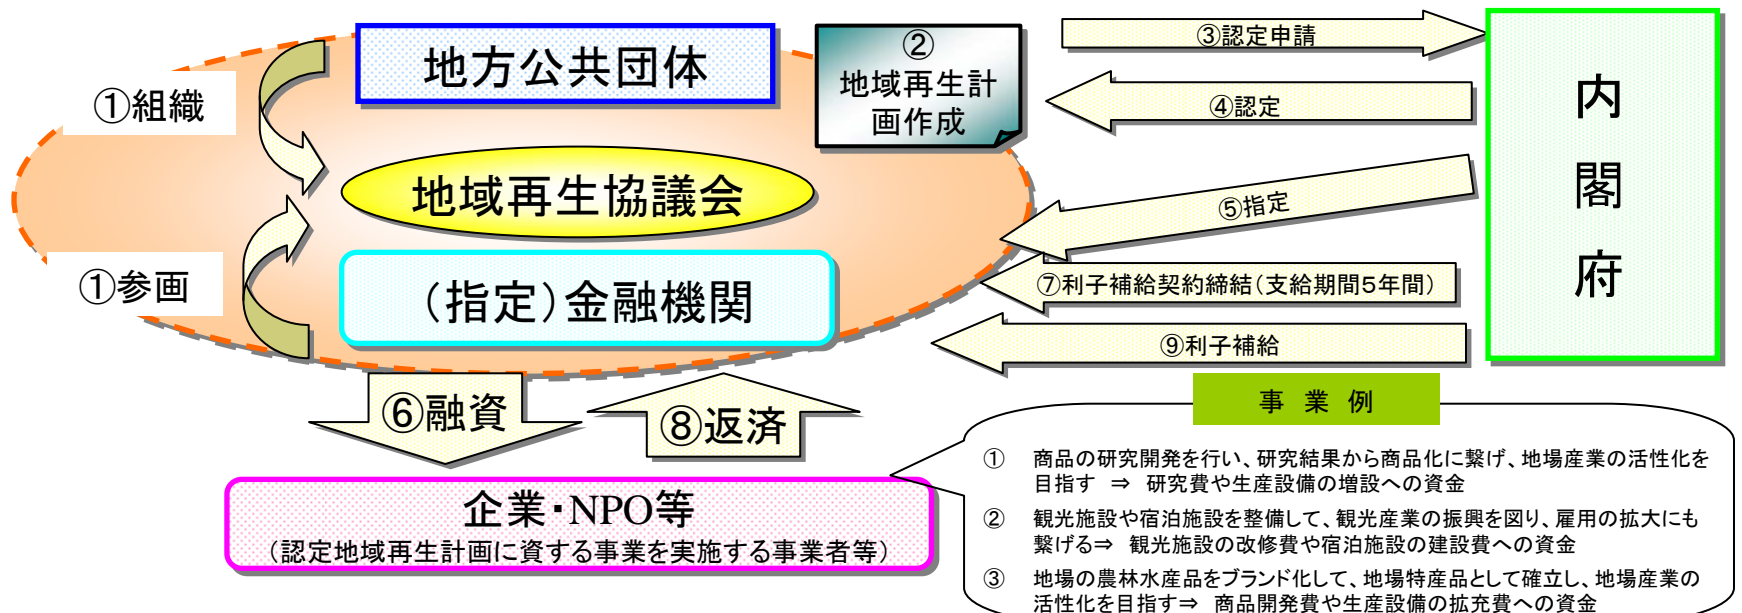 地方公共団体
①組織
②
地域再生計
画作成
③認定申請
④認定
内
閣
府
地域再生協議会
⑤指定
①参画
（指定）金融機関
⑦利子補給契約締結（支給期間５年間）
⑨利子補給
⑥融資
⑧返済
事 業 例
企業・NPO等
（認定地域再生計画に資する事業を実施する事業者等）
① 商品の研究開発を行い、研究結果から商品化に繋げ、地場産業の活性化を
目指す ⇒ 研究費や生産設備の増設への資金
② 観光施設や宿泊施設を整備して、観光産業の振興を図り、雇用の拡大にも
繋げる⇒ 観光施設の改修費や宿泊施設の建設費への資金
③ 地場の農林水産品をブランド化して、地場特産品として確立し、地場産業の
活性化を目指す⇒ 商品開発費や生産設備の拡充費への資金